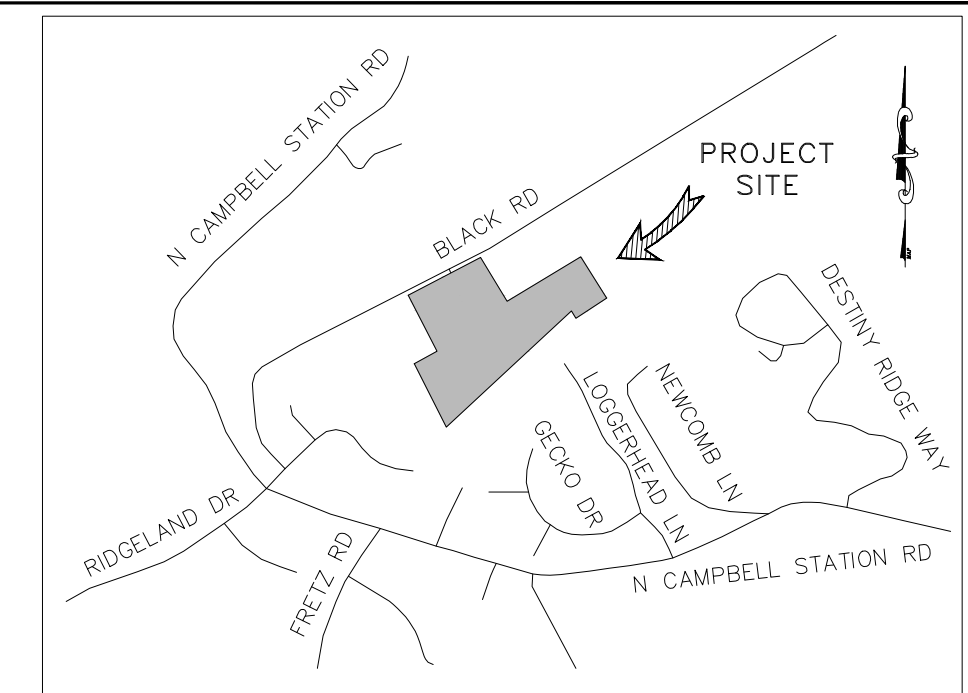 N CAMPBELL STATION RD
PROJECT
SITE
BLACK RD
DESTINY RIDGE WAY
NEWCOMB LN
LOGGERHEAD LN
GECKO DR
RIDGELAND DR
FRETZ RD
N CAMPBELL STATION RD